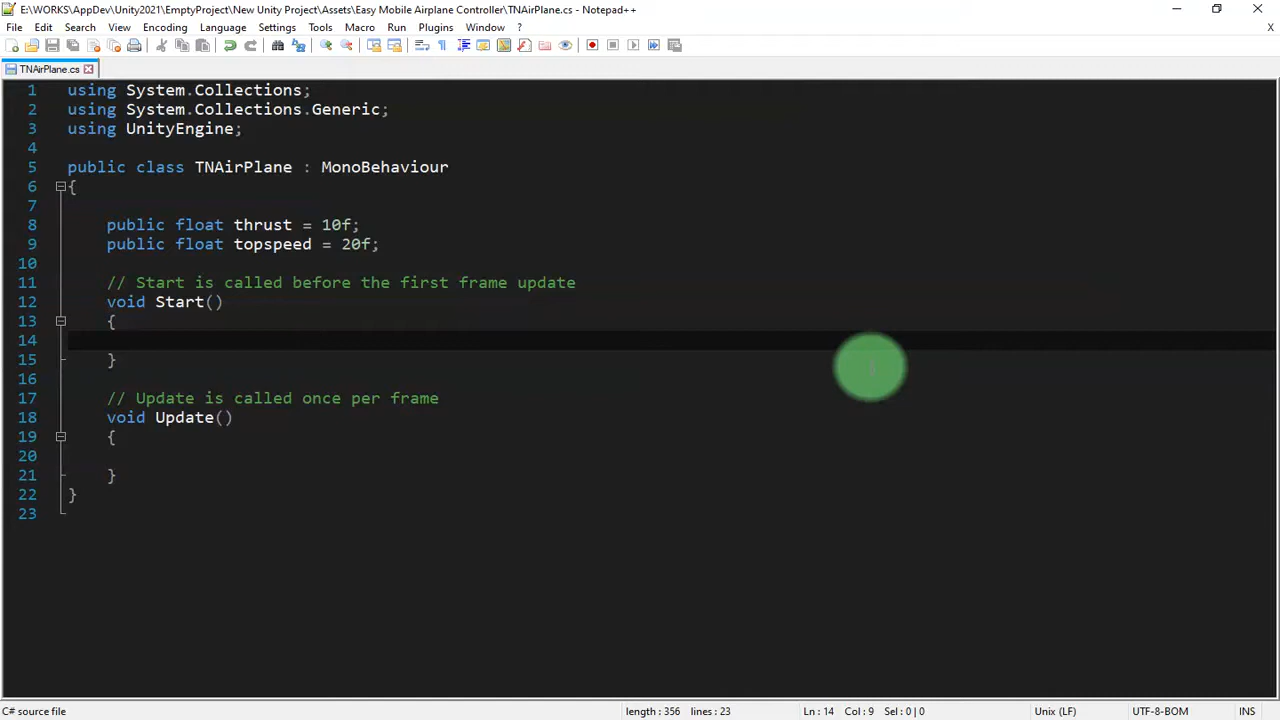 E:\WORKS\AppDev\Unity2021\EmptyProject\New Unity Project\Assets\Easy Mobile Airplane Controller\TNAirPlane.cs - Notepad++
File Edit Search View Encoding Language Settings Tools Macro Run Plugins Window ? X
TNAirPlane.cs
1 using System.Collections;
2 using System.Collections.Generic;
3 using UnityEngine;
4
5 public class TNAirPlane : MonoBehaviour
6 {
7
8 public float thrust = 10f;
9 public float topspeed = 20f;
10
11 // Start is called before the first frame update
12 void Start()
13 {
14
15 }
16
17 // Update is called once per frame
18 void Update()
19 {
20
21 }
22 }
23
C# source file length : 356 lines : 23 Ln : 14 Col : 9 Sel : 0 | 0 Unix (LF) UTF-8-BOM INS